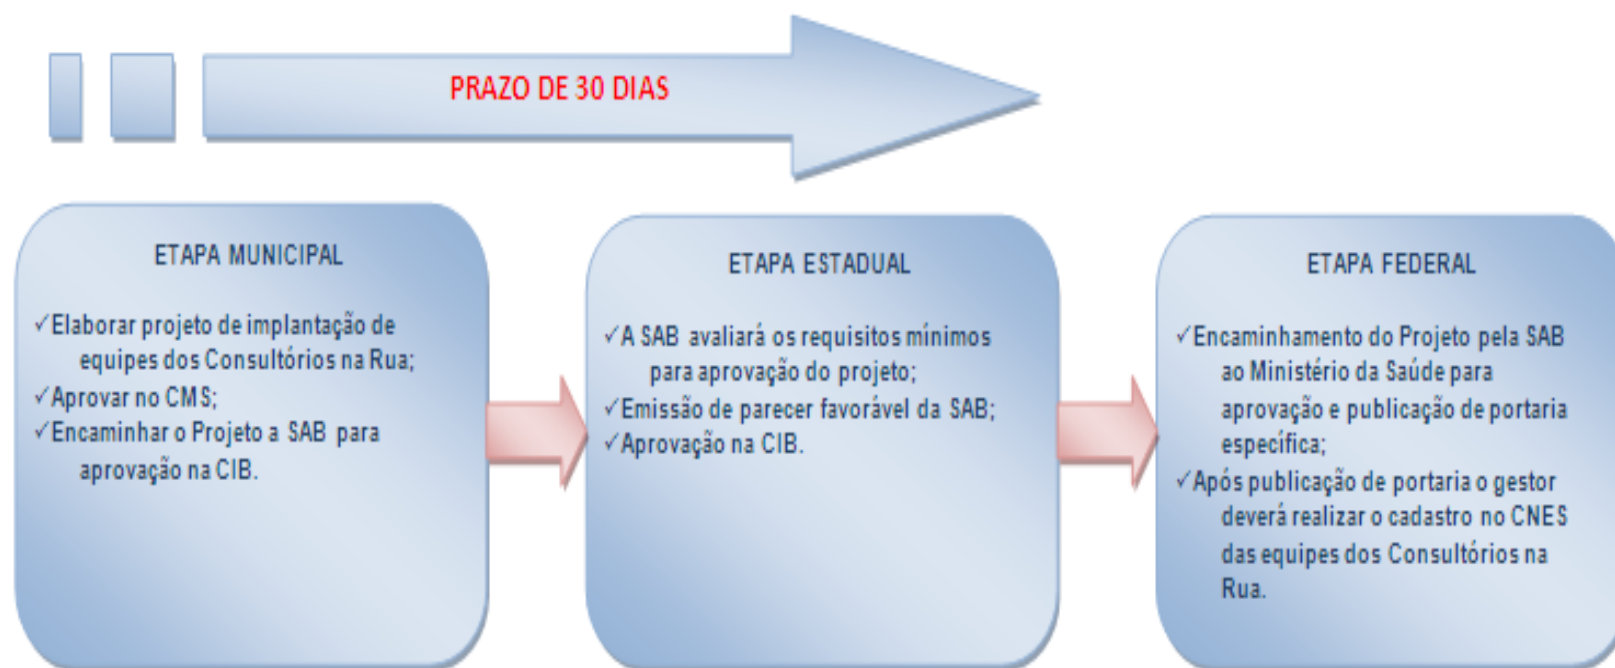 PRAZO DE 30 DIAS
ETAPA MUNICIPAL
✓Elaborar projeto de implantação de
equipes dos Consultórios na Rua;
✓Aprovar no CMS;
✓Encaminhar o Projeto a SAB para
aprovação na CIB.
ETAPA ESTADUAL
✓A SAB avaliará os requisitos mínimos
para aprovação do projeto;
✓Emissão de parecer favorável da SAB;
✓Aprovação na CIB.
ETAPA FEDERAL
✓Encaminhamento do Projeto pela SAB
ao Ministério da Saúde para
aprovação e publicação de portaria
específica;
✓Após publicação de portaria o gestor
deverá realizar o cadastro no CNES
das equipes dos Consultórios na
Rua.